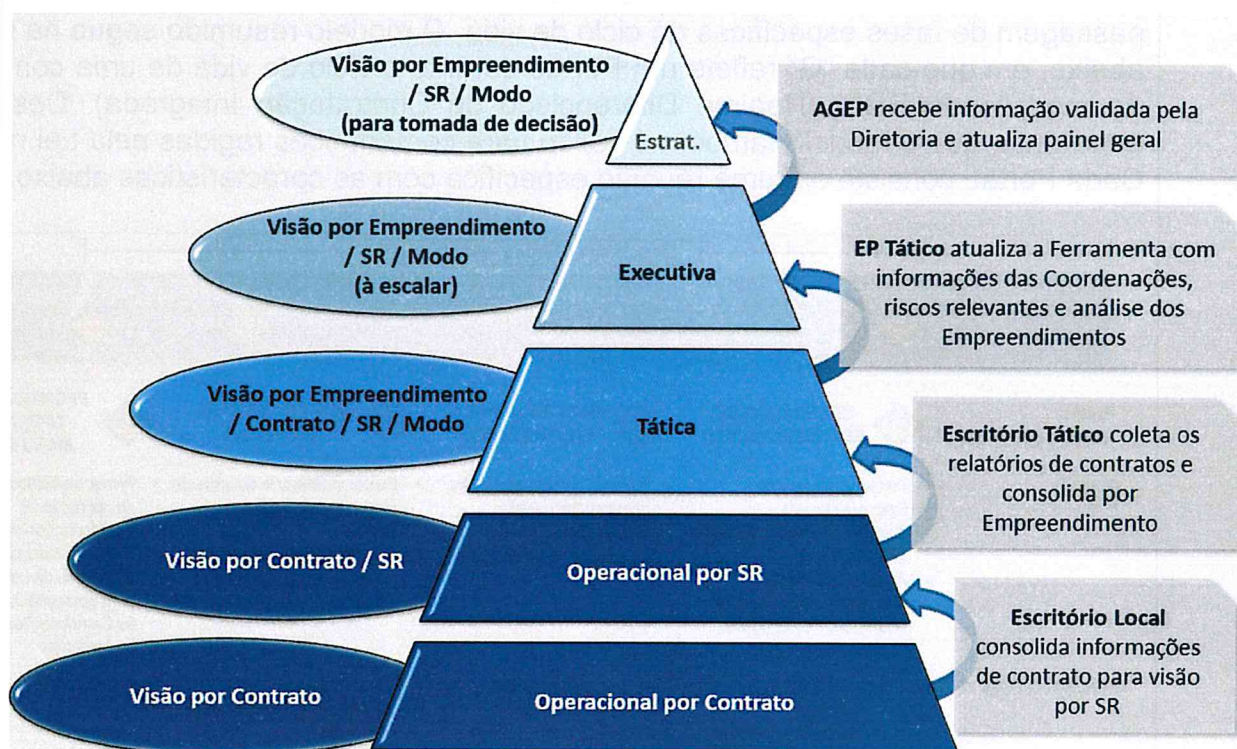 Visão por Empreendimento
/ SR / Modo
(para tomada de decisão)
Estrat.
AGEP recebe informação validada pela
Diretoria e atualiza painel geral
Visão por Empreendimento
/ SR / Modo
(à escalar)
Executiva
EP Tático atualiza a Ferramenta com
informações das Coordenações,
riscos relevantes e análise dos
Empreendimentos
Visão por Empreendimento
/ Contrato / SR / Modo
Tática
Escritório Tático coleta os
relatórios de contratos e
consolida por
Empreendimento
Visão por Contrato / SR
Operacional por SR
Escritório Local
consolida informações
de contrato para visão
por SR
Visão por Contrato
Operacional por Contrato